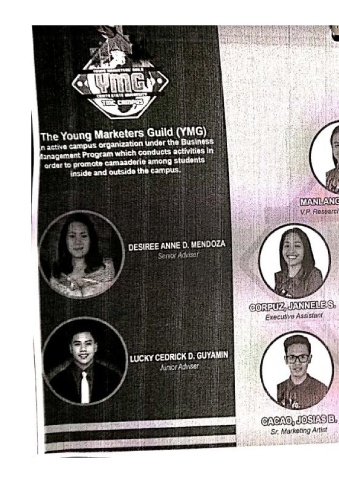 YMG
The Young Marketers Guild (YMG)
n active campus organization under the Business
Management Program which conducts activities in
order to promote camaaderie among students
inside and outside the campus.
DESIREE ANNE D. MENDOZA
Senior Adviser
LUCKY CEDRICK D. GUYAMIN
Junior Adviser
MANLANG
V.P. Research
CORPUZ, JANNELE S.
Executive Assistant
CACAO, JOSIAS B.
Sr. Marketing Artist